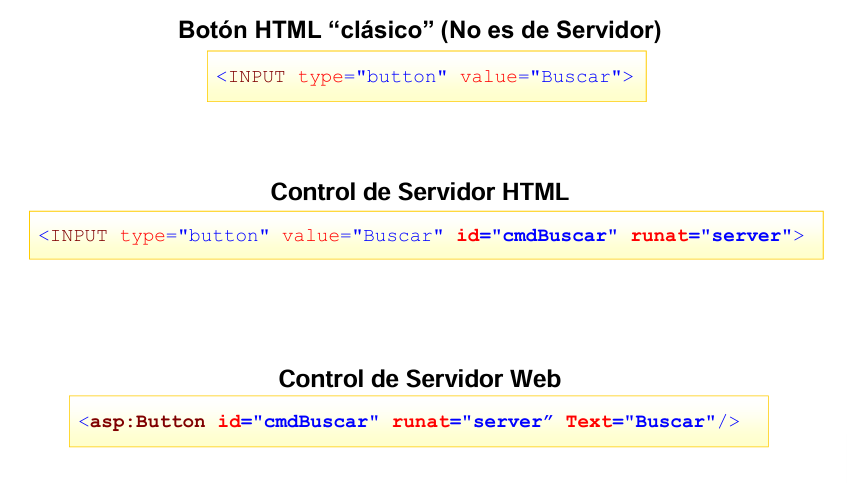 Botón HTML “clásico” (No es de Servidor)
<INPUT type="button" value="Buscar">
Control de Servidor HTML
<INPUT type="button" value="Buscar" id="cmdBuscar" runat="server">
Control de Servidor Web
<asp:Button id="cmdBuscar" runat="server” Text="Buscar"/>